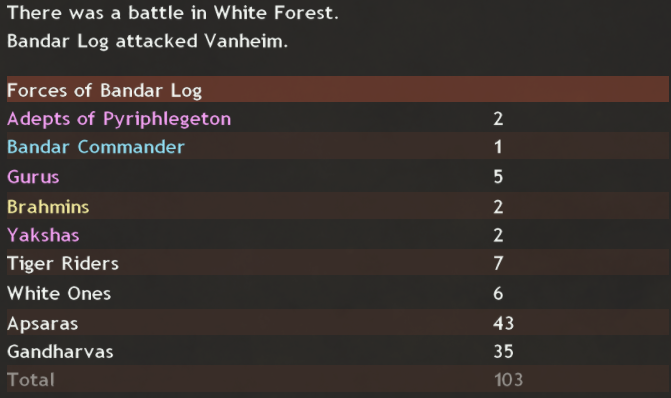 There was a battle in White Forest.
Bandar Log attacked Vanheim.
Forces of Bandar Log
Adepts of Pyriphlegeton 2
Bandar Commander 1
Gurus 5
Brahmins 2
Yakshas 2
Tiger Riders 7
White Ones 6
Apsaras 43
Gandharvas 35
Total 103